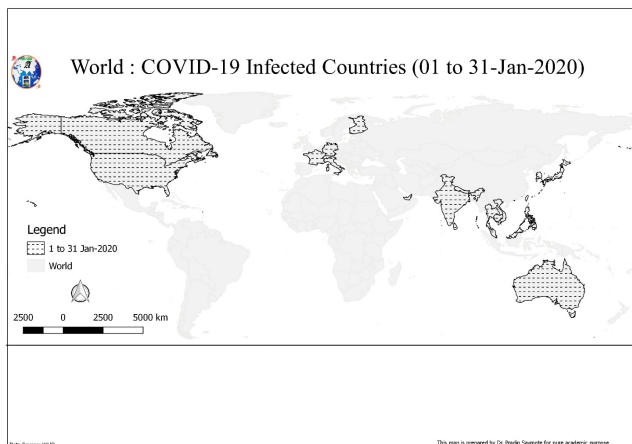 World : COVID-19 Infected Countries (01 to 31-Jan-2020)
Legend
1 to 31 Jan-2020
World
2500 0 2500 5000 km
This map is prepared by Dr. Pradip Saymote for pure academic purpose